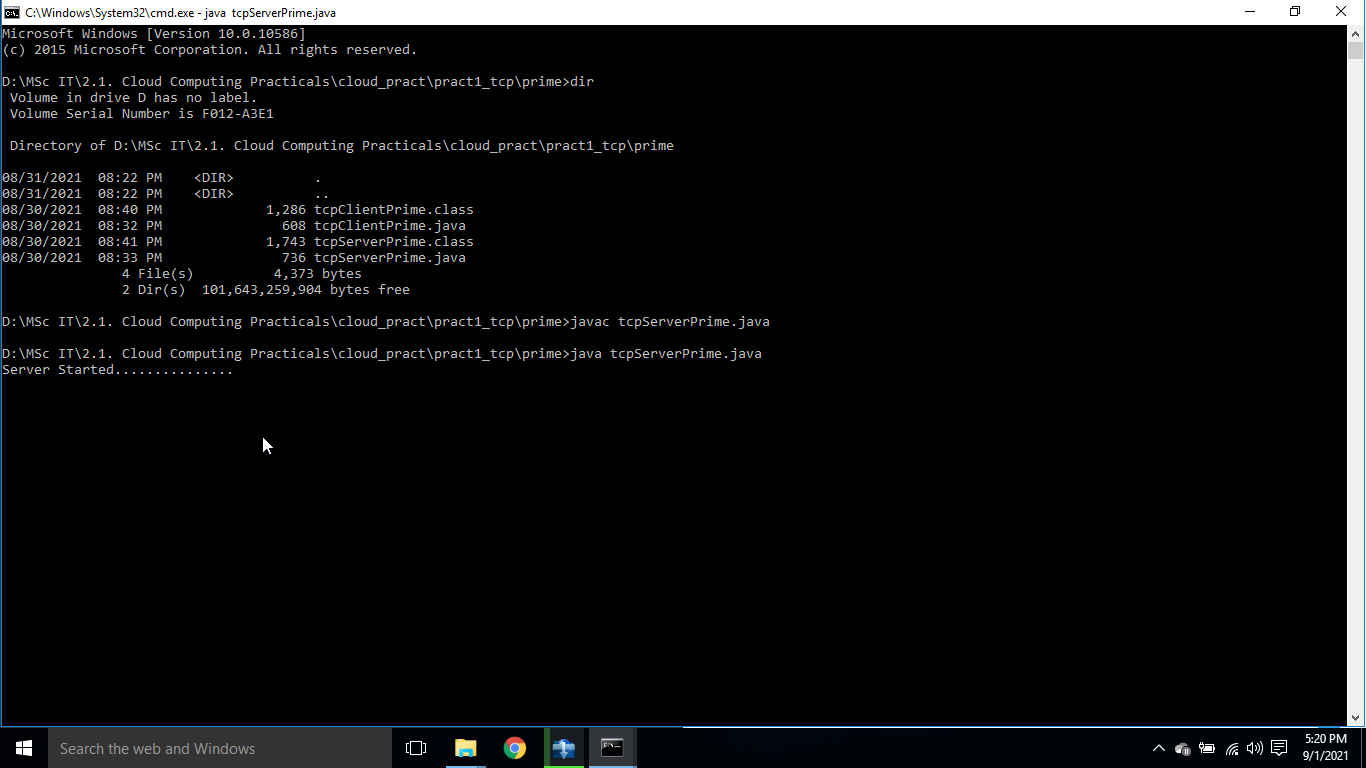 C:\Windows\System32\cmd.exe - java  tcpServerPrime.java
Microsoft Windows [Version 10.0.10586]
(c) 2015 Microsoft Corporation. All rights reserved.
D:\MSc IT\2.1. Cloud Computing Practicals\cloud_pract\pract1_tcp\prime>dir
 Volume in drive D has no label.
 Volume Serial Number is F012-A3E1
 Directory of D:\MSc IT\2.1. Cloud Computing Practicals\cloud_pract\pract1_tcp\prime
08/31/2021  08:22 PM    <DIR>          .
08/31/2021  08:22 PM    <DIR>          ..
08/30/2021  08:40 PM             1,286 tcpClientPrime.class
08/30/2021  08:32 PM               608 tcpClientPrime.java
08/30/2021  08:41 PM             1,743 tcpServerPrime.class
08/30/2021  08:33 PM               736 tcpServerPrime.java
               4 File(s)          4,373 bytes
               2 Dir(s)  101,643,259,904 bytes free
D:\MSc IT\2.1. Cloud Computing Practicals\cloud_pract\pract1_tcp\prime>javac tcpServerPrime.java
D:\MSc IT\2.1. Cloud Computing Practicals\cloud_pract\pract1_tcp\prime>java tcpServerPrime.java
Server Started...............
Search the web and Windows
5:20 PM
9/1/2021